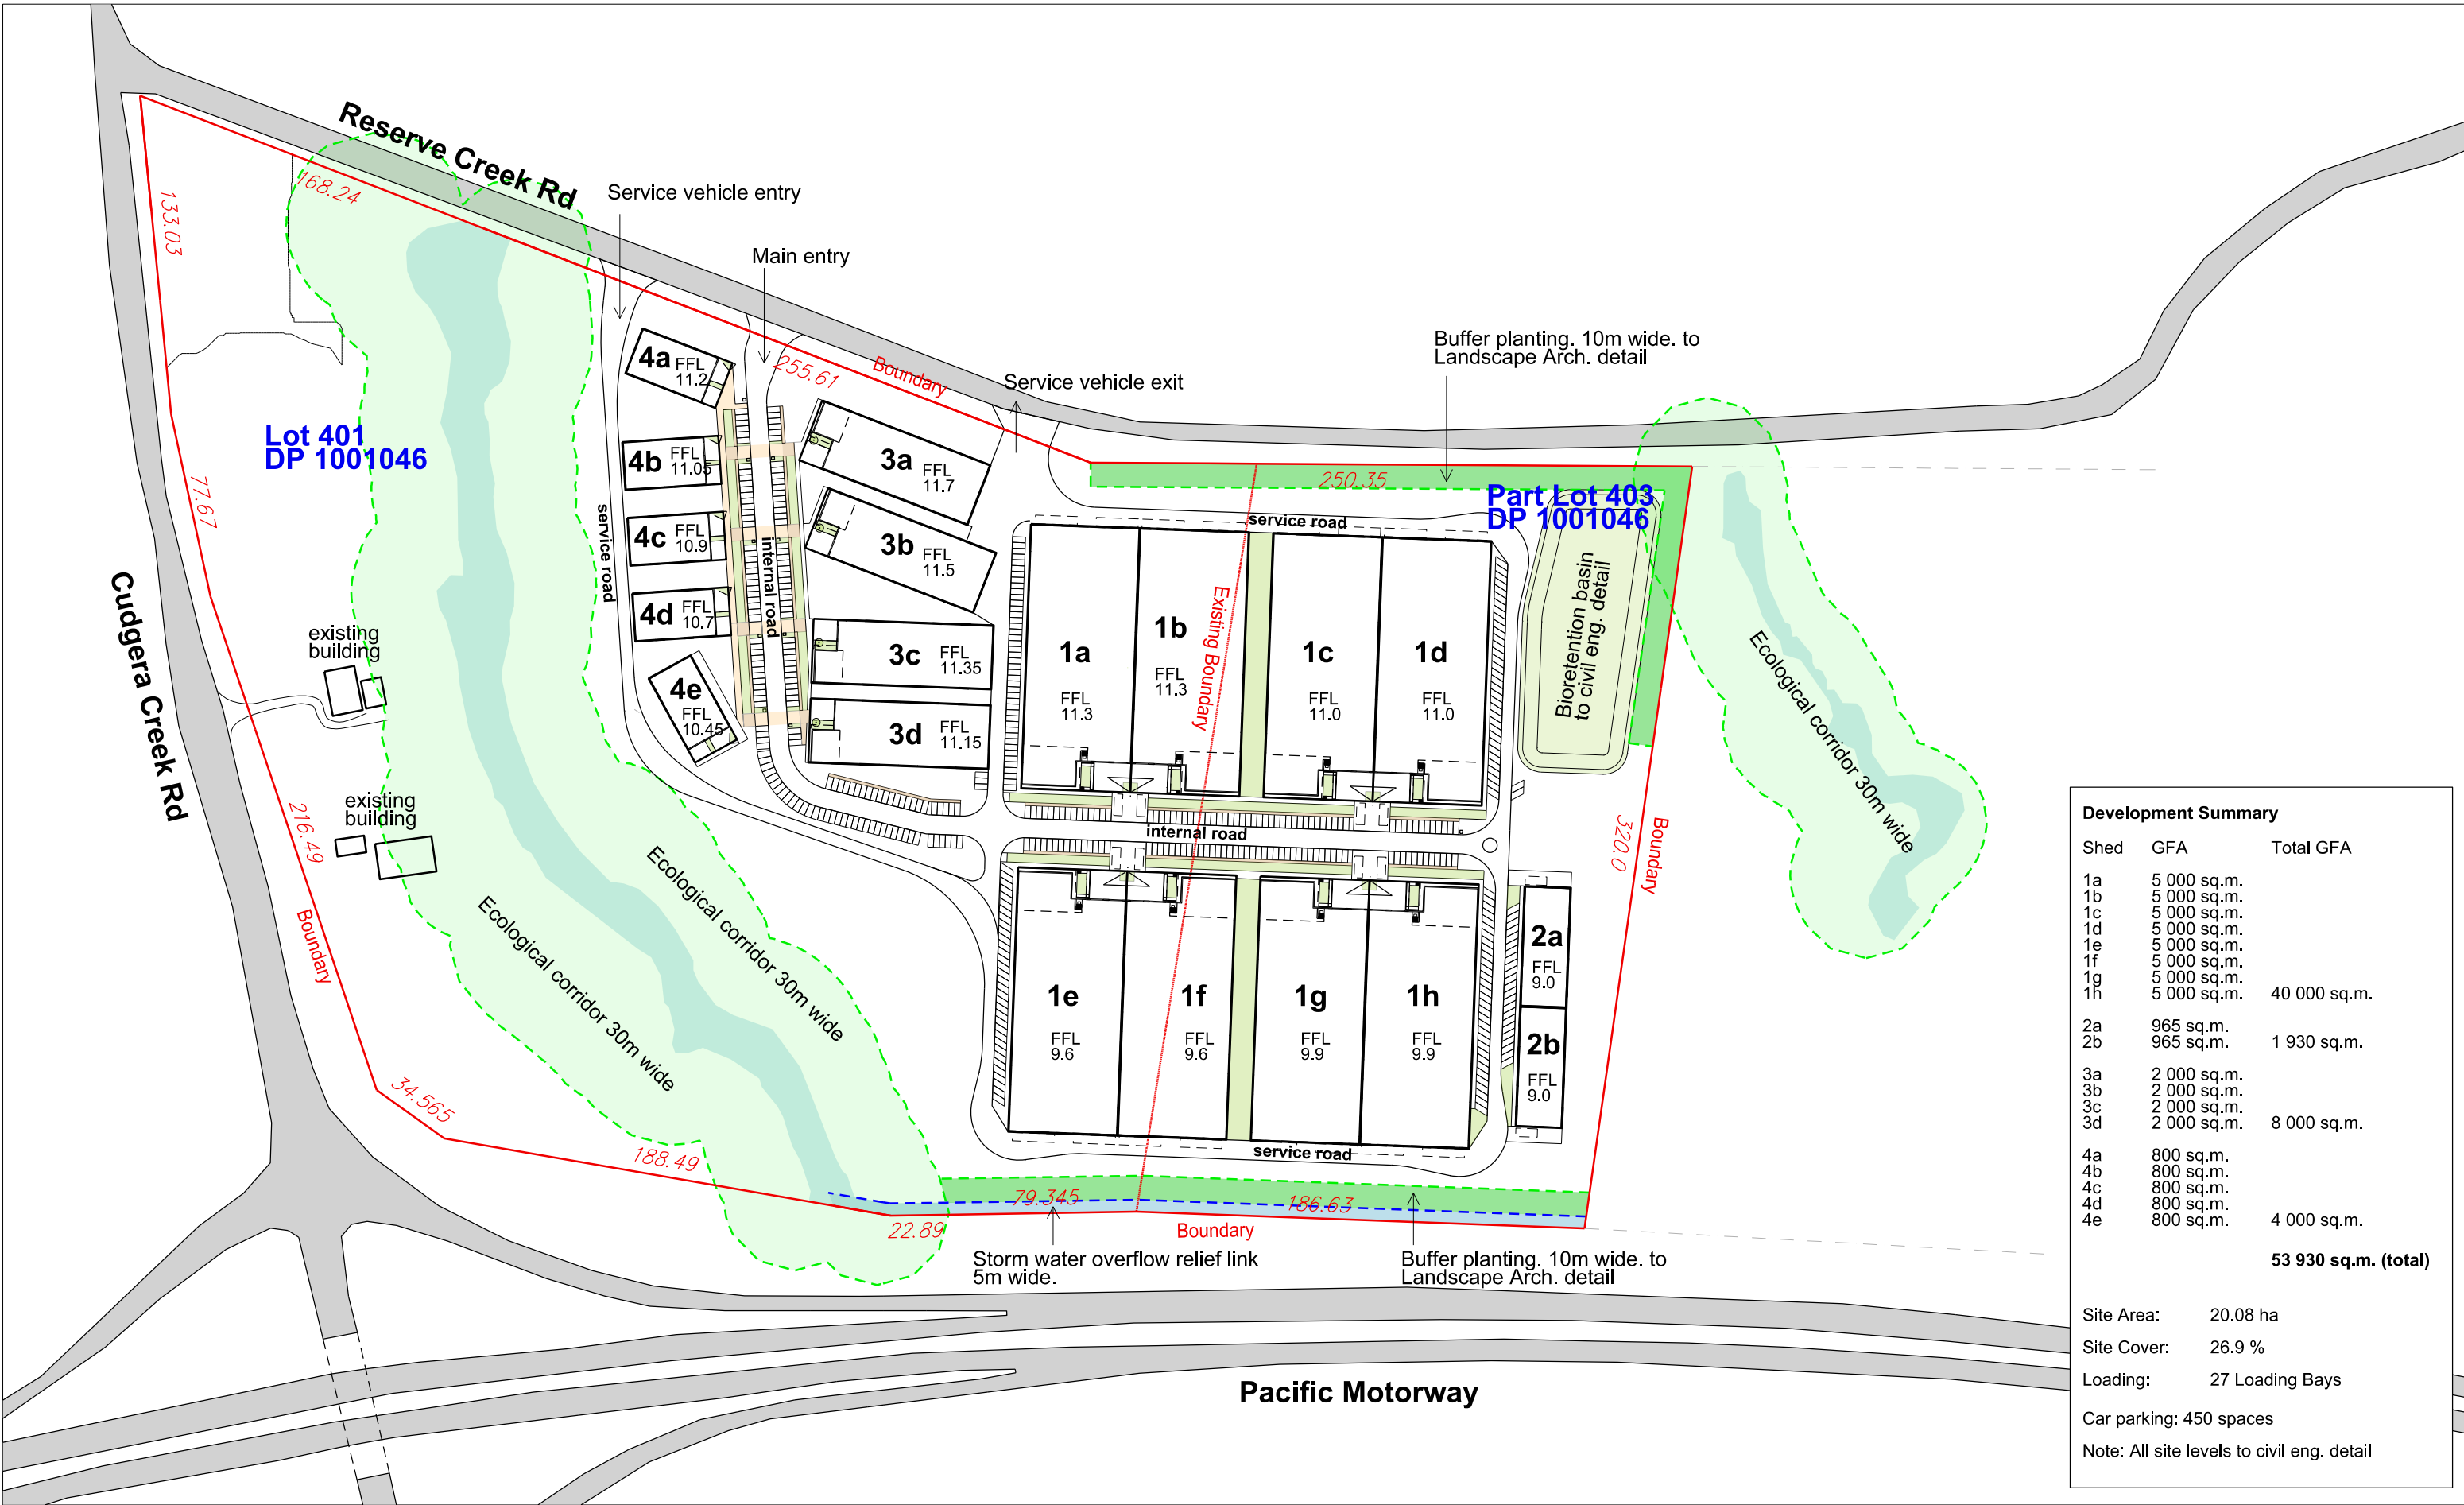 Reserve Creek Rd
168.24
Service vehicle entry
Main entry
133.03
255.61
Boundary
Service vehicle exit
Buffer planting. 10m wide. to
Landscape Arch. detail
4a FFL
11.2
Lot 401
DP 1001046
4b FFL
11.05
3a FFL
11.7
250.35
Part Lot 403
DP 1001046
77.67
service road
4c FFL
10.9
internal road
3b FFL
11.5
service road
Existing Boundary
Bioretention basin
to civil eng. detail
Cudgera Creek Rd
4d FFL
10.7
existing
building
3c FFL
11.35
1a
FFL
11.3
1b
FFL
11.3
1c
FFL
11.0
1d
FFL
11.0
Ecological corridor 30m wide
4e
FFL
10.45
3d FFL
11.15
existing
building
216.49
Boundary
internal road
320.0
Boundary
Ecological corridor 30m wide
Ecological corridor 30m wide
1e
FFL
9.6
1f
FFL
9.6
1g
FFL
9.9
1h
FFL
9.9
2a
FFL
9.0
2b
FFL
9.0
34.565
188.49
service road
22.89
79.345
186.63
Boundary
Storm water overflow relief link
5m wide.
Buffer planting. 10m wide. to
Landscape Arch. detail
Pacific Motorway
Development Summary
Shed GFA Total GFA
1a 5 000 sq.m.
1b 5 000 sq.m.
1c 5 000 sq.m.
1d 5 000 sq.m.
1e 5 000 sq.m.
1f 5 000 sq.m.
1g 5 000 sq.m.
1h 5 000 sq.m. 40 000 sq.m.
2a 965 sq.m.
2b 965 sq.m. 1 930 sq.m.
3a 2 000 sq.m.
3b 2 000 sq.m.
3c 2 000 sq.m.
3d 2 000 sq.m. 8 000 sq.m.
4a 800 sq.m.
4b 800 sq.m.
4c 800 sq.m.
4d 800 sq.m.
4e 800 sq.m. 4 000 sq.m.
53 930 sq.m. (total)
Site Area: 20.08 ha
Site Cover: 26.9 %
Loading: 27 Loading Bays
Car parking: 450 spaces
Note: All site levels to civil eng. detail